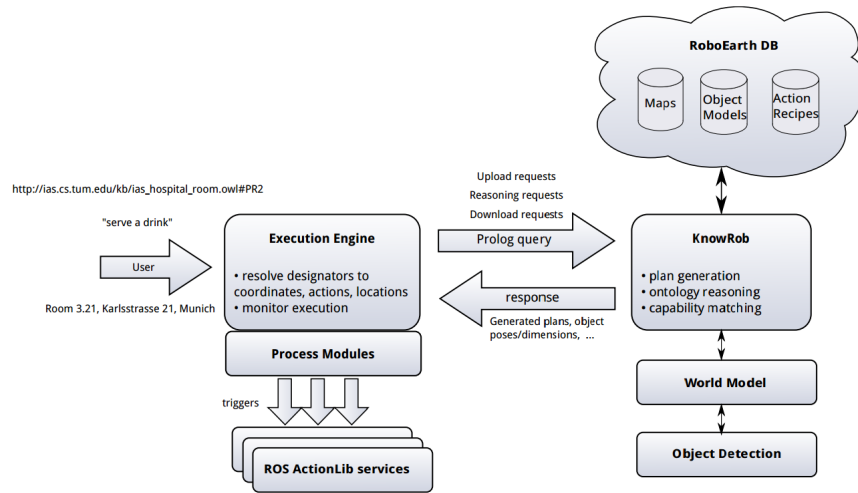 RoboEarth DB
Maps
Object
Models
Action
Recipes
http://ias.cs.tum.edu/kb/ias_hospital_room.owl#PR2
"serve a drink"
User
Room 3.21, Karlsstrasse 21, Munich
Execution Engine
• resolve designators to
coordinates, actions, locations
• monitor execution
Process Modules
triggers
ROS ActionLib services
Upload requests
Reasoning requests
Download requests
Prolog query
response
Generated plans, object
poses/dimensions, ...
KnowRob
• plan generation
• ontology reasoning
• capability matching
World Model
Object Detection